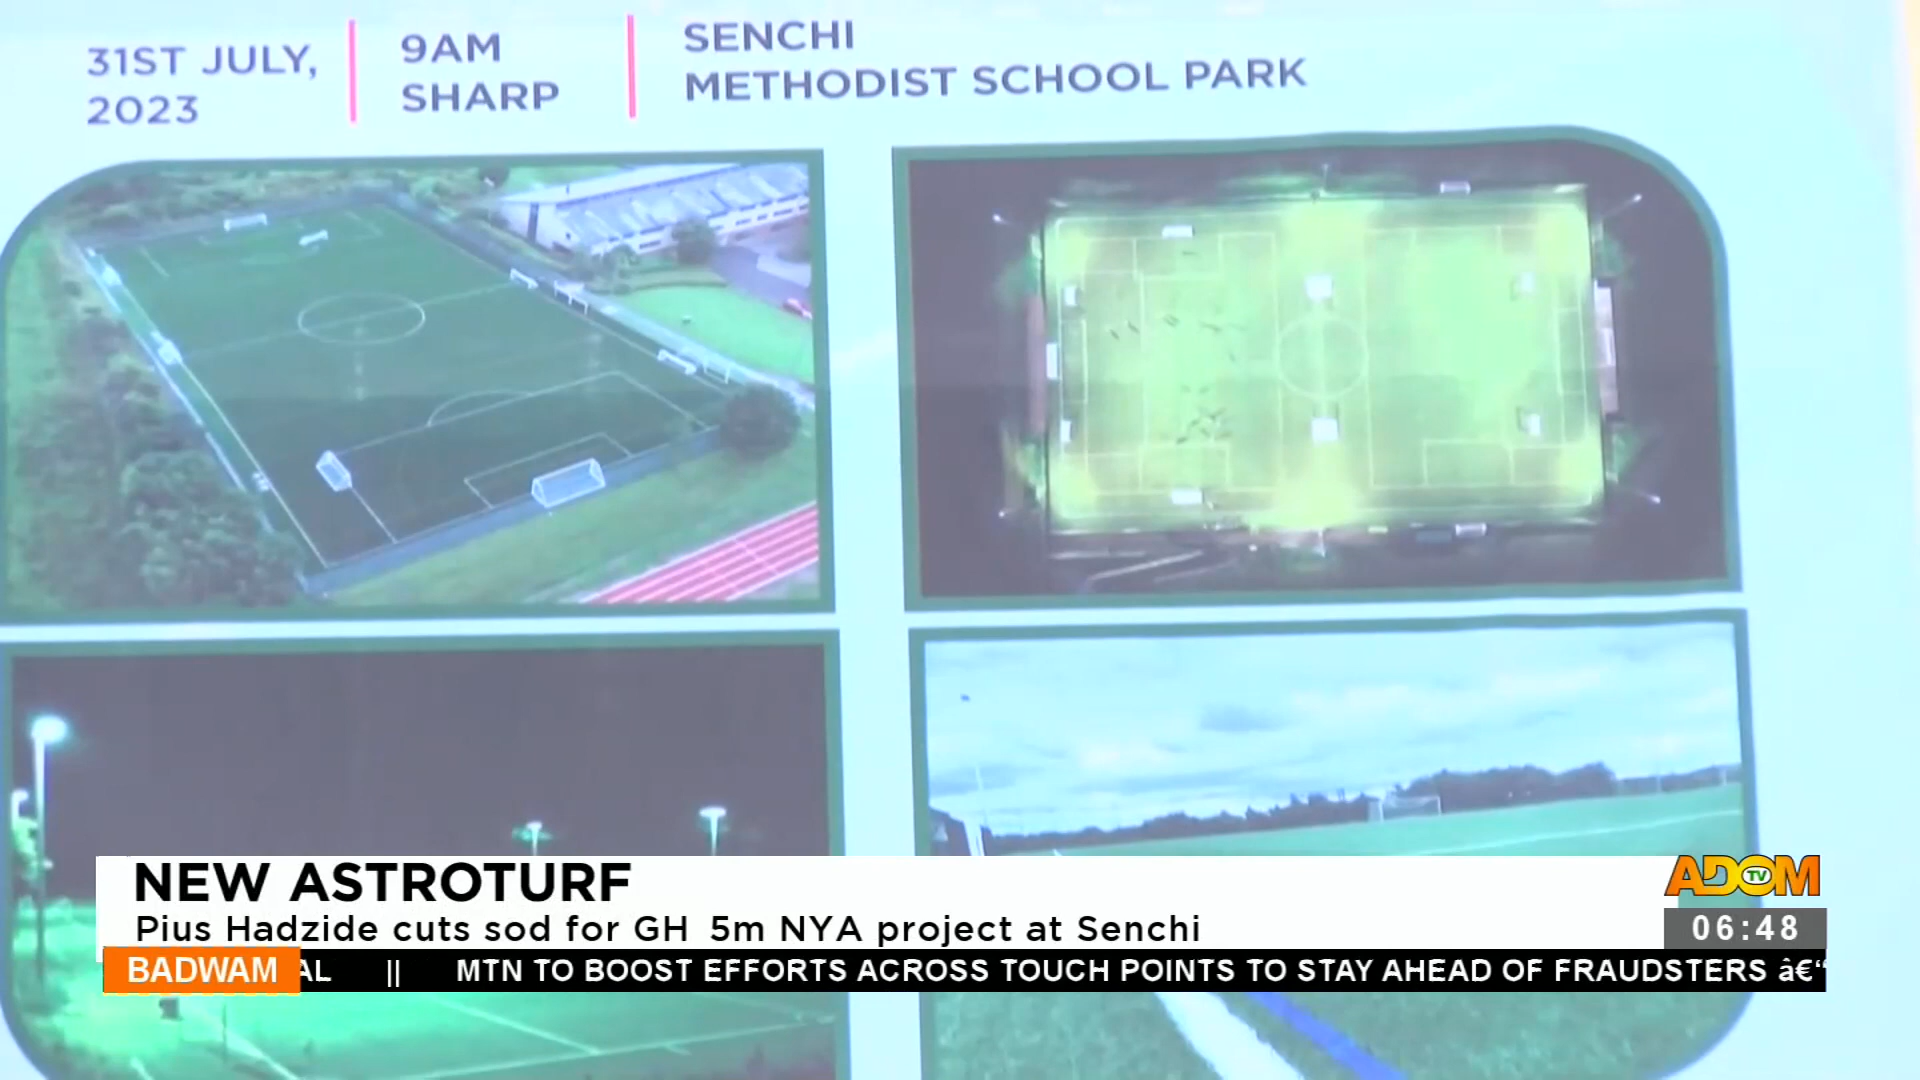 31ST JULY,
2023
9AM
SHARP
SENCHI
METHODIST SCHOOL PARK
NEW ASTROTURF
Pius Hadzide cuts sod for GH 5m NYA project at Senchi
ADOM TV
06:48
BADWAM
AL || MTN TO BOOST EFFORTS ACROSS TOUCH POINTS TO STAY AHEAD OF FRAUDSTERS â€“